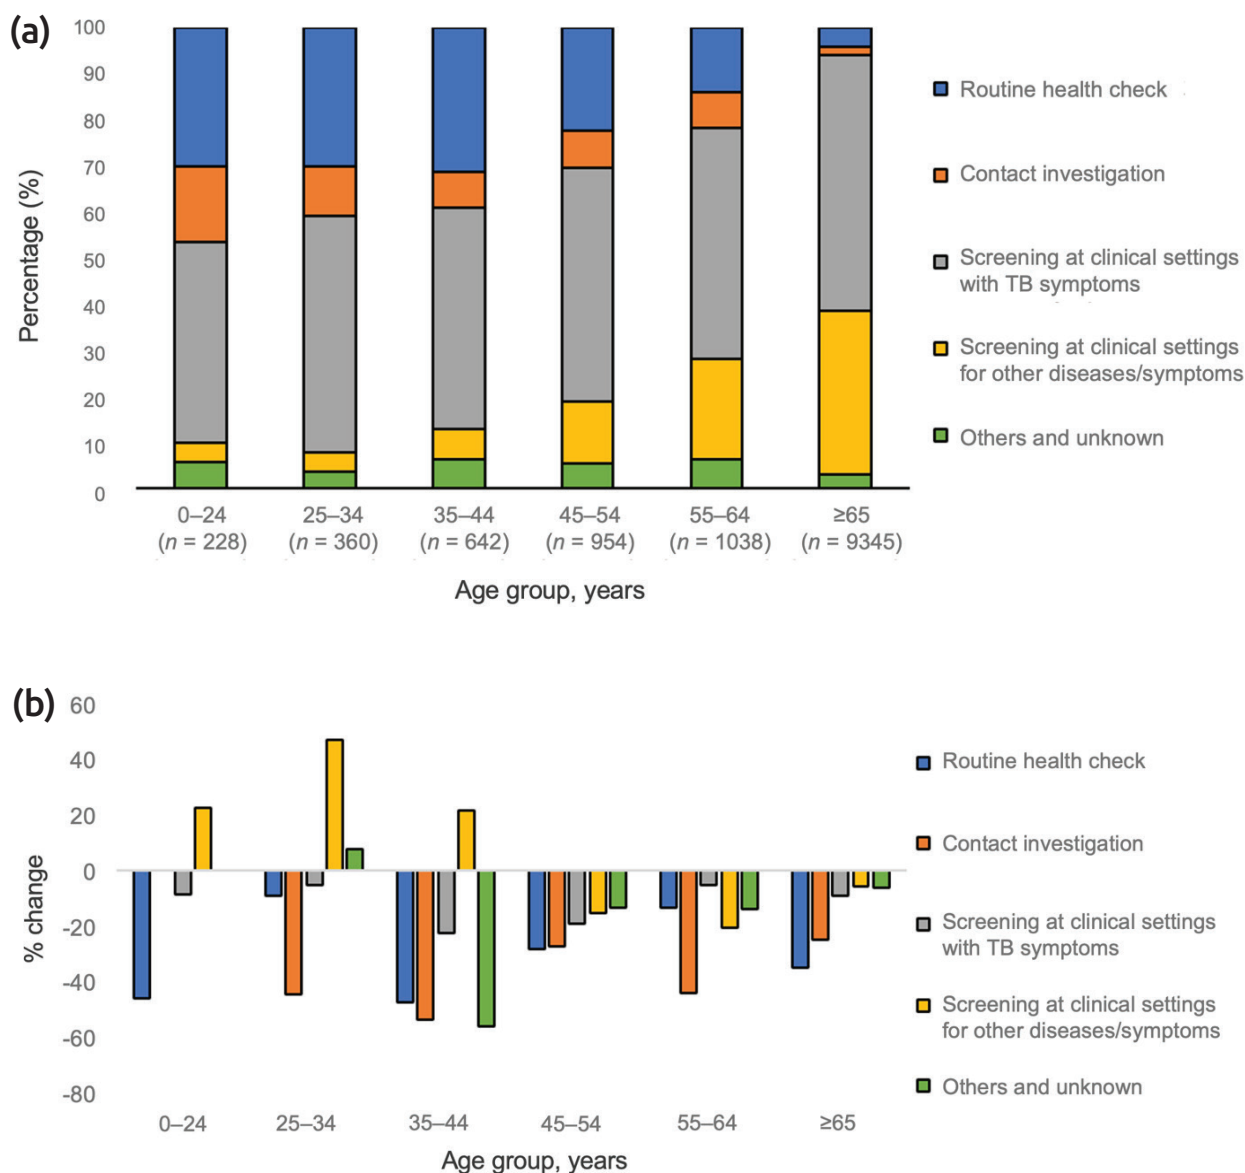 (a)
100
90
80
70
60
50
40
30
20
10
0
Percentage (%)
0–24
(n = 228)
25–34
(n = 360)
35–44
(n = 642)
45–54
(n = 954)
55–64
(n = 1038)
≥65
(n = 9345)
Age group, years
Routine health check
Contact investigation
Screening at clinical settings
with TB symptoms
Screening at clinical settings
for other diseases/symptoms
Others and unknown
(b)
60
40
20
0
-20
-40
-60
-80
% change
0–24
25–34
35–44
45–54
55–64
≥65
Age group, years
Routine health check
Contact investigation
Screening at clinical settings
with TB symptoms
Screening at clinical settings
for other diseases/symptoms
Others and unknown